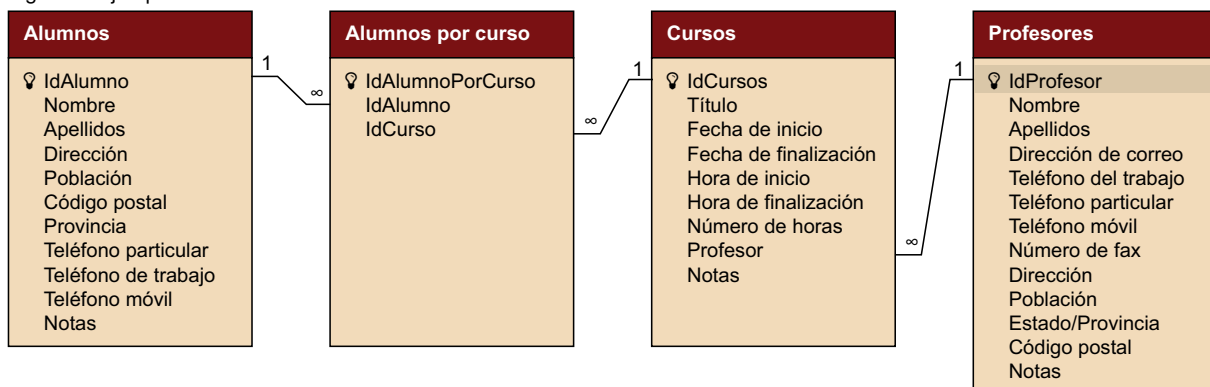 Alumnos
IdAlumno
Nombre
Apellidos
Dirección
Población
Código postal
Provincia
Teléfono particular
Teléfono de trabajo
Teléfono móvil
Notas
1
∞
Alumnos por curso
IdAlumnoPorCurso
IdAlumno
IdCurso
∞
1
Cursos
IdCursos
Título
Fecha de inicio
Fecha de finalización
Hora de inicio
Hora de finalización
Número de horas
Profesor
Notas
∞
1
Profesores
IdProfesor
Nombre
Apellidos
Dirección de correo
Teléfono del trabajo
Teléfono particular
Teléfono móvil
Número de fax
Dirección
Población
Estado/Provincia
Código postal
Notas